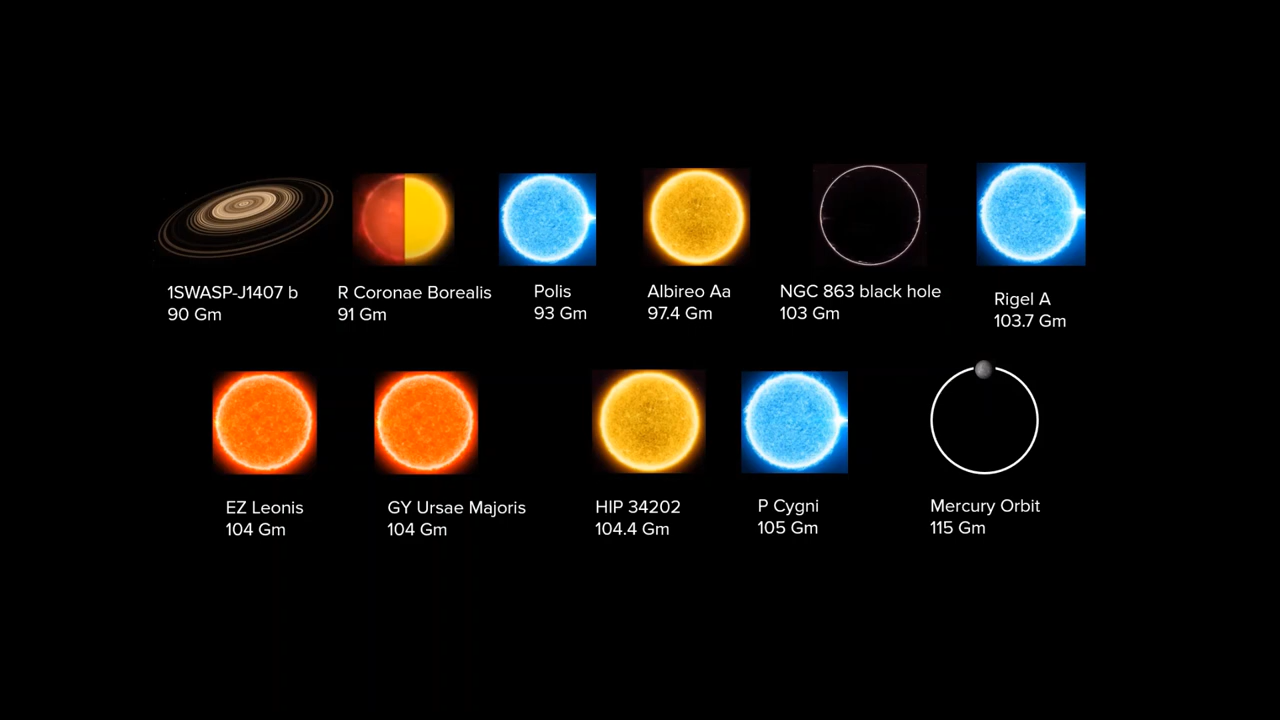 1SWASP-J1407 b
90 Gm
R Coronae Borealis
91 Gm
Polis
93 Gm
Albireo Aa
97.4 Gm
NGC 863 black hole
103 Gm
Rigel A
103.7 Gm
EZ Leonis
104 Gm
GY Ursae Majoris
104 Gm
HIP 34202
104.4 Gm
P Cygni
105 Gm
Mercury Orbit
115 Gm